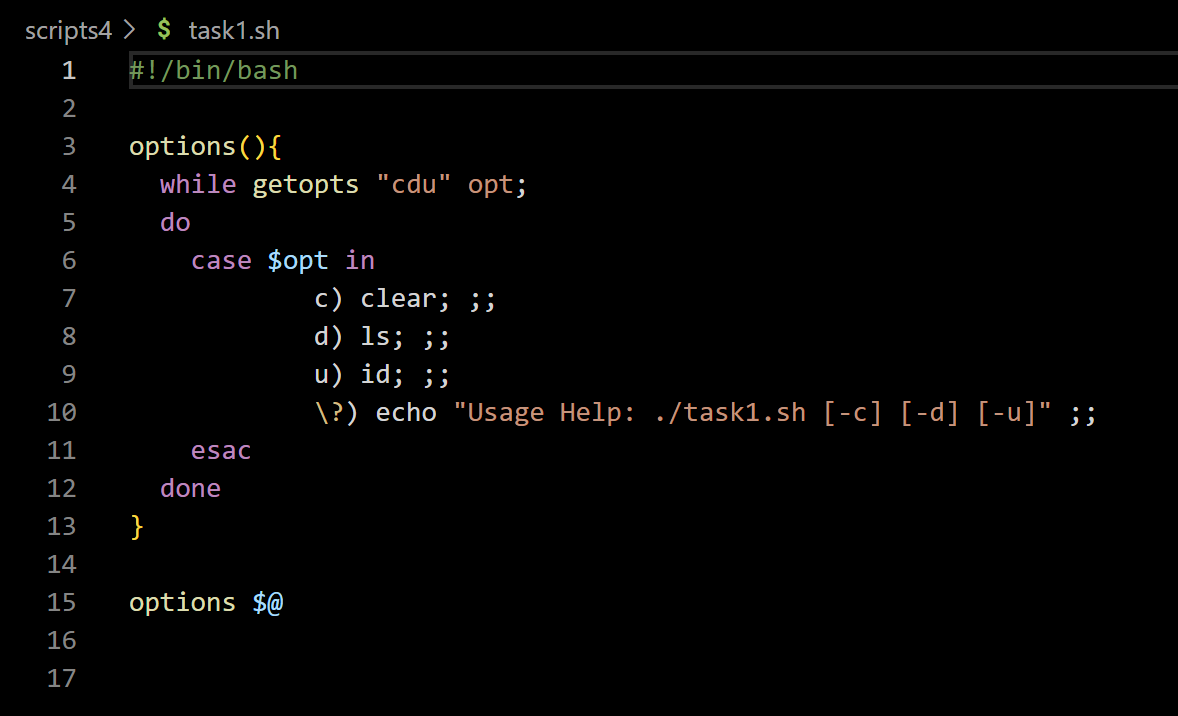 scripts4 > $ task1.sh
1 #!/bin/bash
2
3 options(){
4   while getopts "cdu" opt;
5   do
6     case $opt in
7             c) clear; ;;
8             d) ls; ;;
9             u) id; ;;
10             \?) echo "Usage Help: ./task1.sh [-c] [-d] [-u]" ;;
11     esac
12   done
13 }
14
15 options $@
16
17